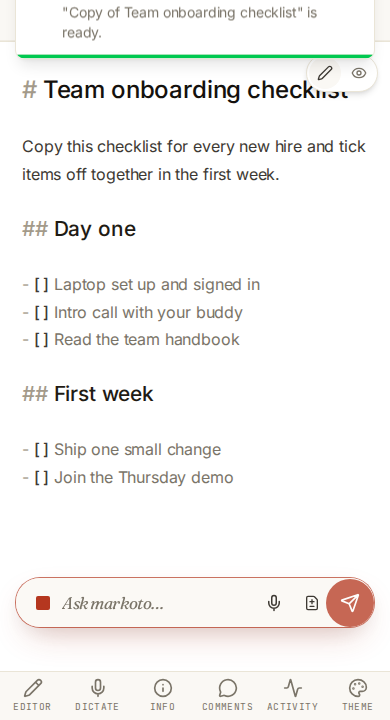 "Copy of Team onboarding checklist" is
ready.
# Team onboarding checklist
Copy this checklist for every new hire and tick
items off together in the first week.
## Day one
- [ ] Laptop set up and signed in
- [ ] Intro call with your buddy
- [ ] Read the team handbook
## First week
- [ ] Ship one small change
- [ ] Join the Thursday demo
Ask markoto...
EDITOR DICTATE INFO COMMENTS ACTIVITY THEME